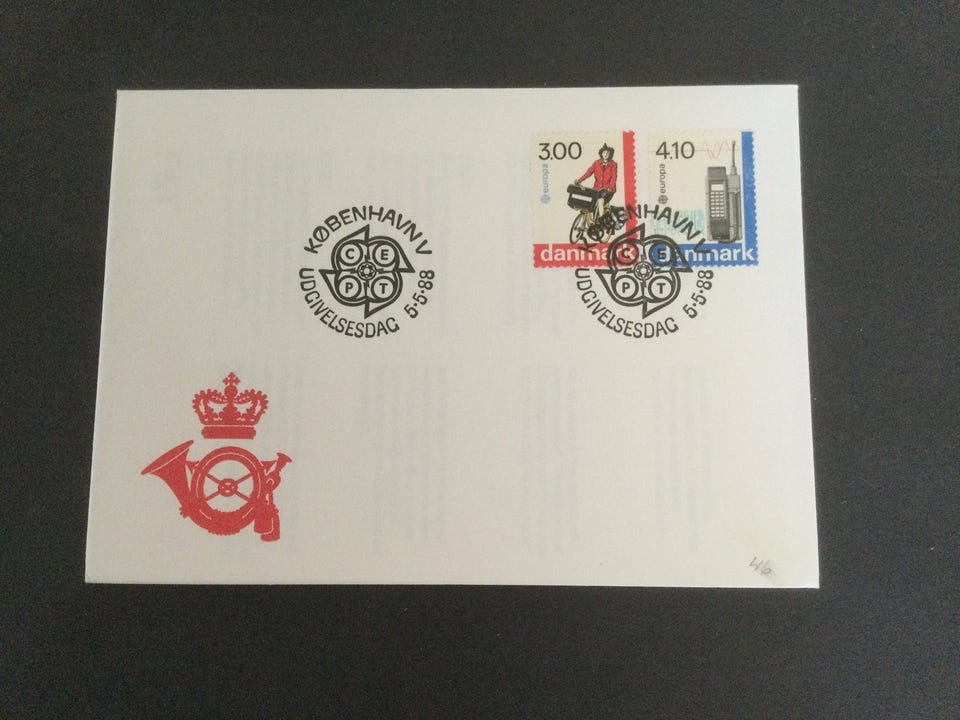 3.00
europa
danmark
4.10
europa
danmark
KØBENHAVN V
C E
P T
UDGIVELSESDAG 5.5.88
KØBENHAVN V
C E
P T
UDGIVELSESDAG 5.5.88
46